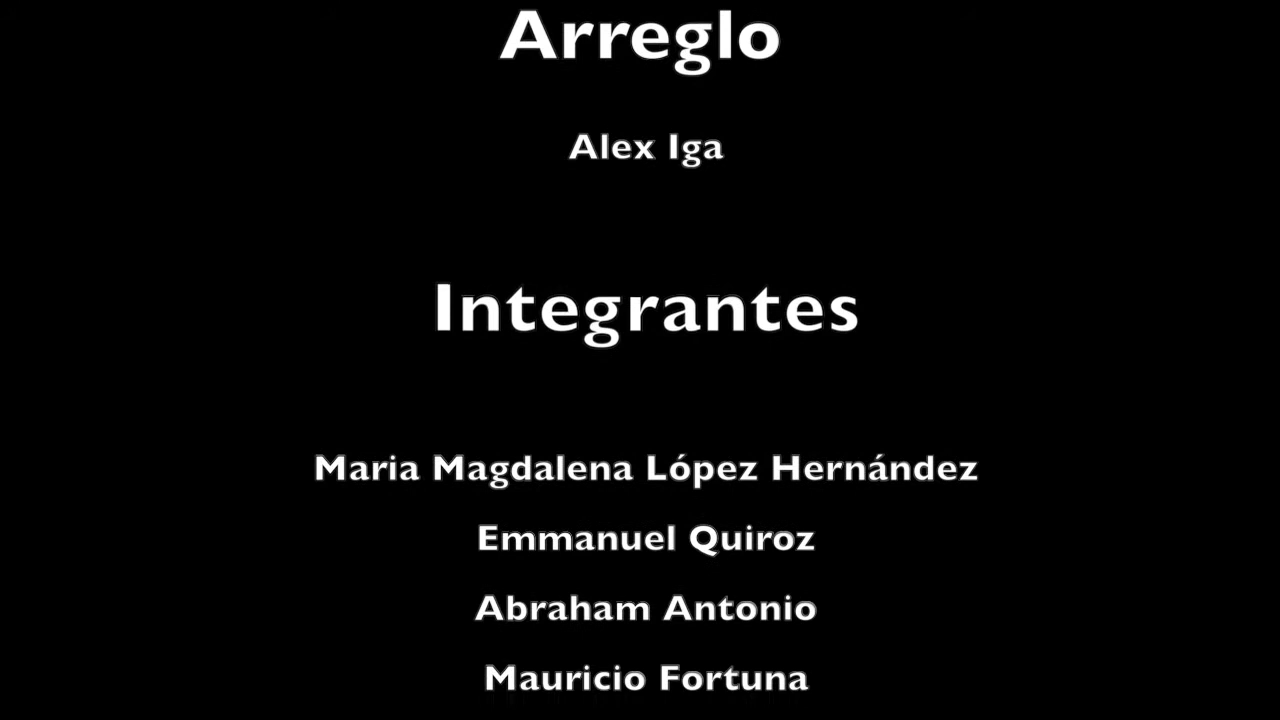 Arreglo
Alex Iga
Integrantes
Maria Magdalena López Hernández
Emmanuel Quiroz
Abraham Antonio
Mauricio Fortuna